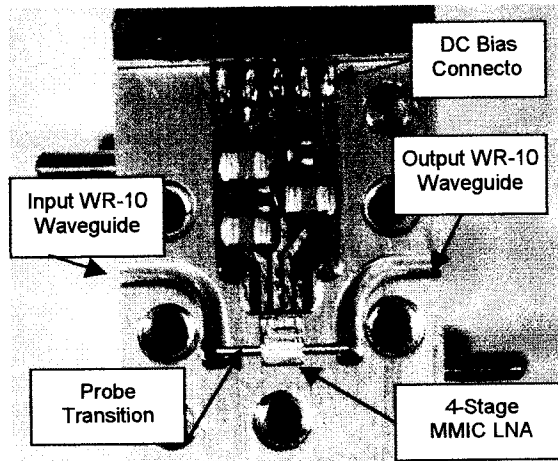 DC Bias
Connecto
Output WR-10
Waveguide
Input WR-10
Waveguide
Probe
Transition
4-Stage
MMIC LNA